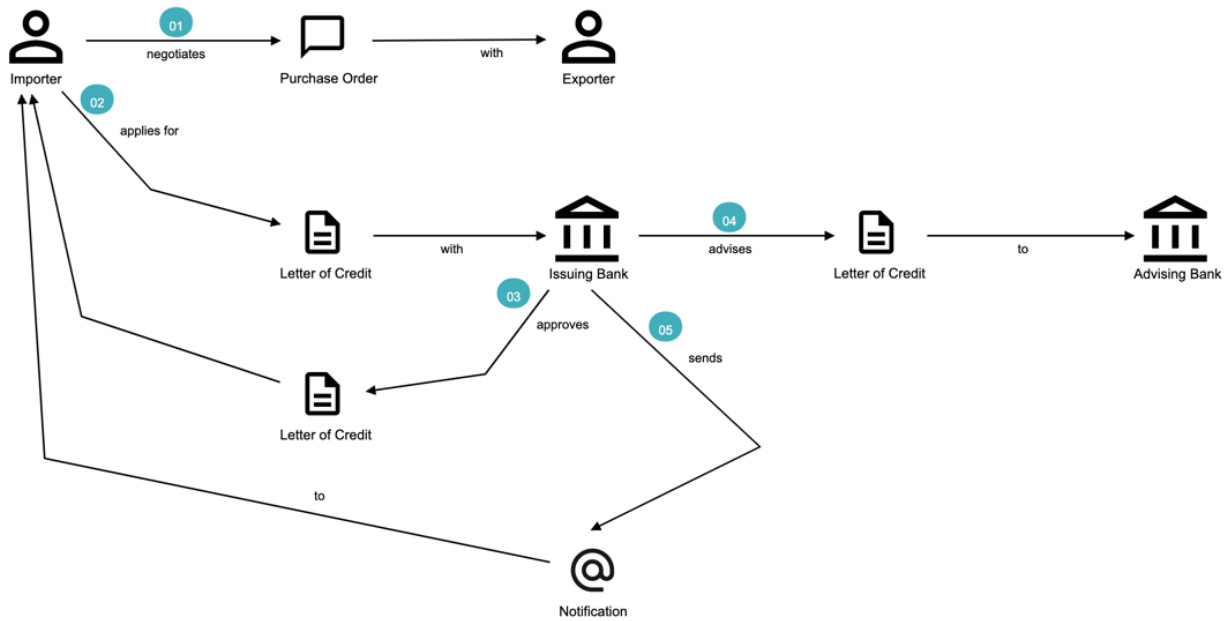 01
negotiates
with
Importer
Purchase Order
Exporter
02
applies for
04
with
advises
to
Letter of Credit
Issuing Bank
Letter of Credit
Advising Bank
03
approves
05
sends
Letter of Credit
to
Notification